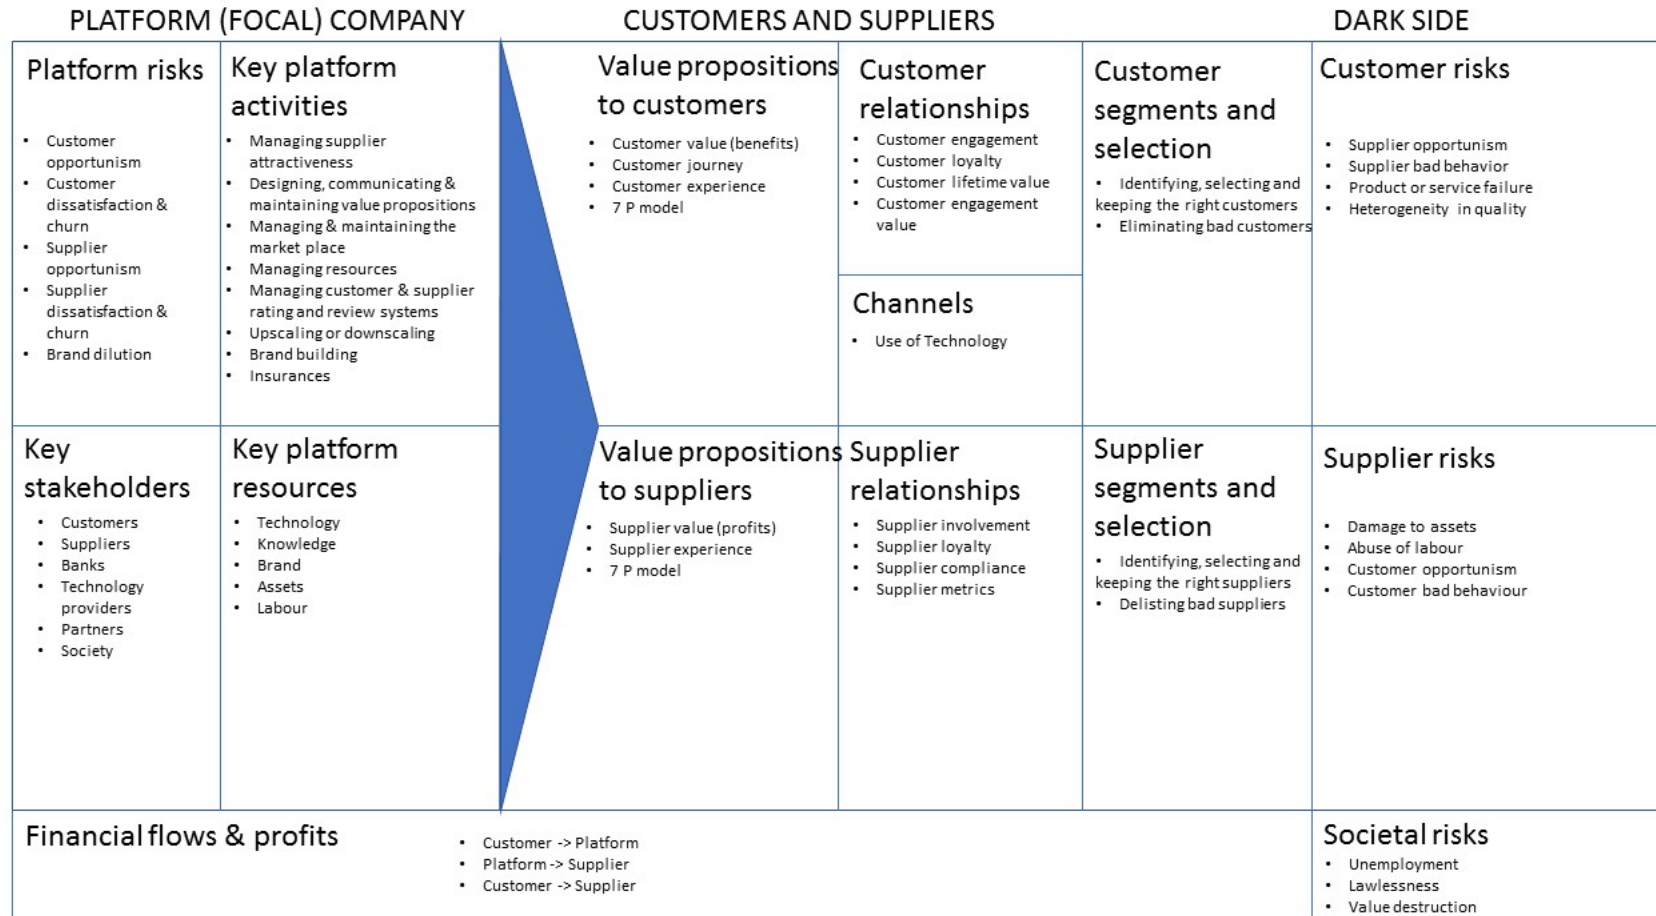 PLATFORM (FOCAL) COMPANY
CUSTOMERS AND SUPPLIERS
DARK SIDE
Platform risks
• Customer
opportunism
• Customer
dissatisfaction &
churn
• Supplier
opportunism
• Supplier
dissatisfaction &
churn
• Brand dilution
Key platform
activities
• Managing supplier
attractiveness
• Designing, communicating &
maintaining value propositions
• Managing & maintaining the
market place
• Managing resources
• Managing customer & supplier
rating and review systems
• Upscaling or downscaling
• Brand building
• Insurances
Value propositions
to customers
• Customer value (benefits)
• Customer journey
• Customer experience
• 7 P model
Customer
relationships
• Customer engagement
• Customer loyalty
• Customer lifetime value
• Customer engagement
value
Channels
• Use of Technology
Customer
segments and
selection
• Identifying, selecting and
keeping the right customers
• Eliminating bad customers
Customer risks
• Supplier opportunism
• Supplier bad behavior
• Product or service failure
• Heterogeneity in quality
Key
stakeholders
• Customers
• Suppliers
• Banks
• Technology
providers
• Partners
• Society
Key platform
resources
• Technology
• Knowledge
• Brand
• Assets
• Labour
Value propositions
to suppliers
• Supplier value (profits)
• Supplier experience
• 7 P model
Supplier
relationships
• Supplier involvement
• Supplier loyalty
• Supplier compliance
• Supplier metrics
Supplier
segments and
selection
• Identifying, selecting and
keeping the right suppliers
• Delisting bad suppliers
Supplier risks
• Damage to assets
• Abuse of labour
• Customer opportunism
• Customer bad behaviour
Financial flows & profits
• Customer -> Platform
• Platform -> Supplier
• Customer -> Supplier
Societal risks
• Unemployment
• Lawlessness
• Value destruction